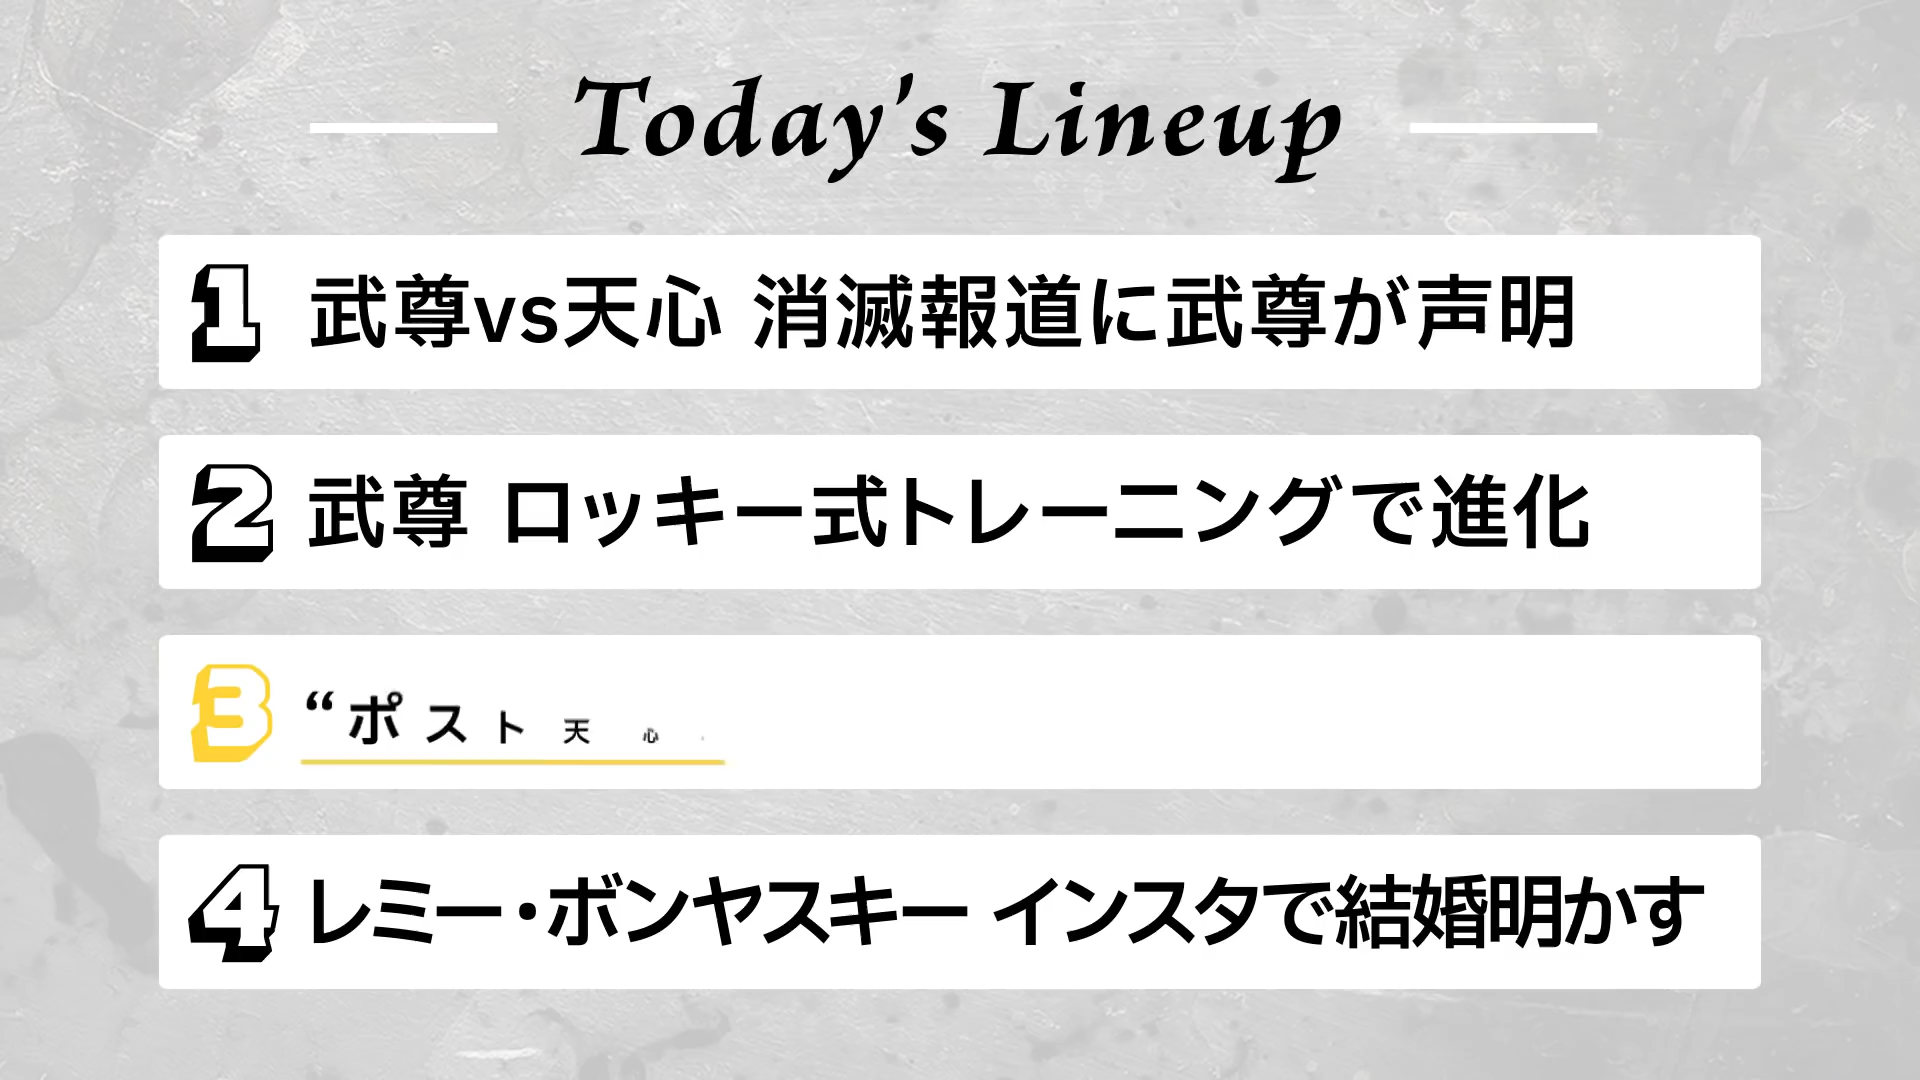 Today's Lineup
1 武尊vs天心 消滅報道に武尊が声明
2 武尊 ロッキー式トレーニングで進化
3 “ポスト天心
4 レミー・ボンヤスキー インスタで結婚明かす